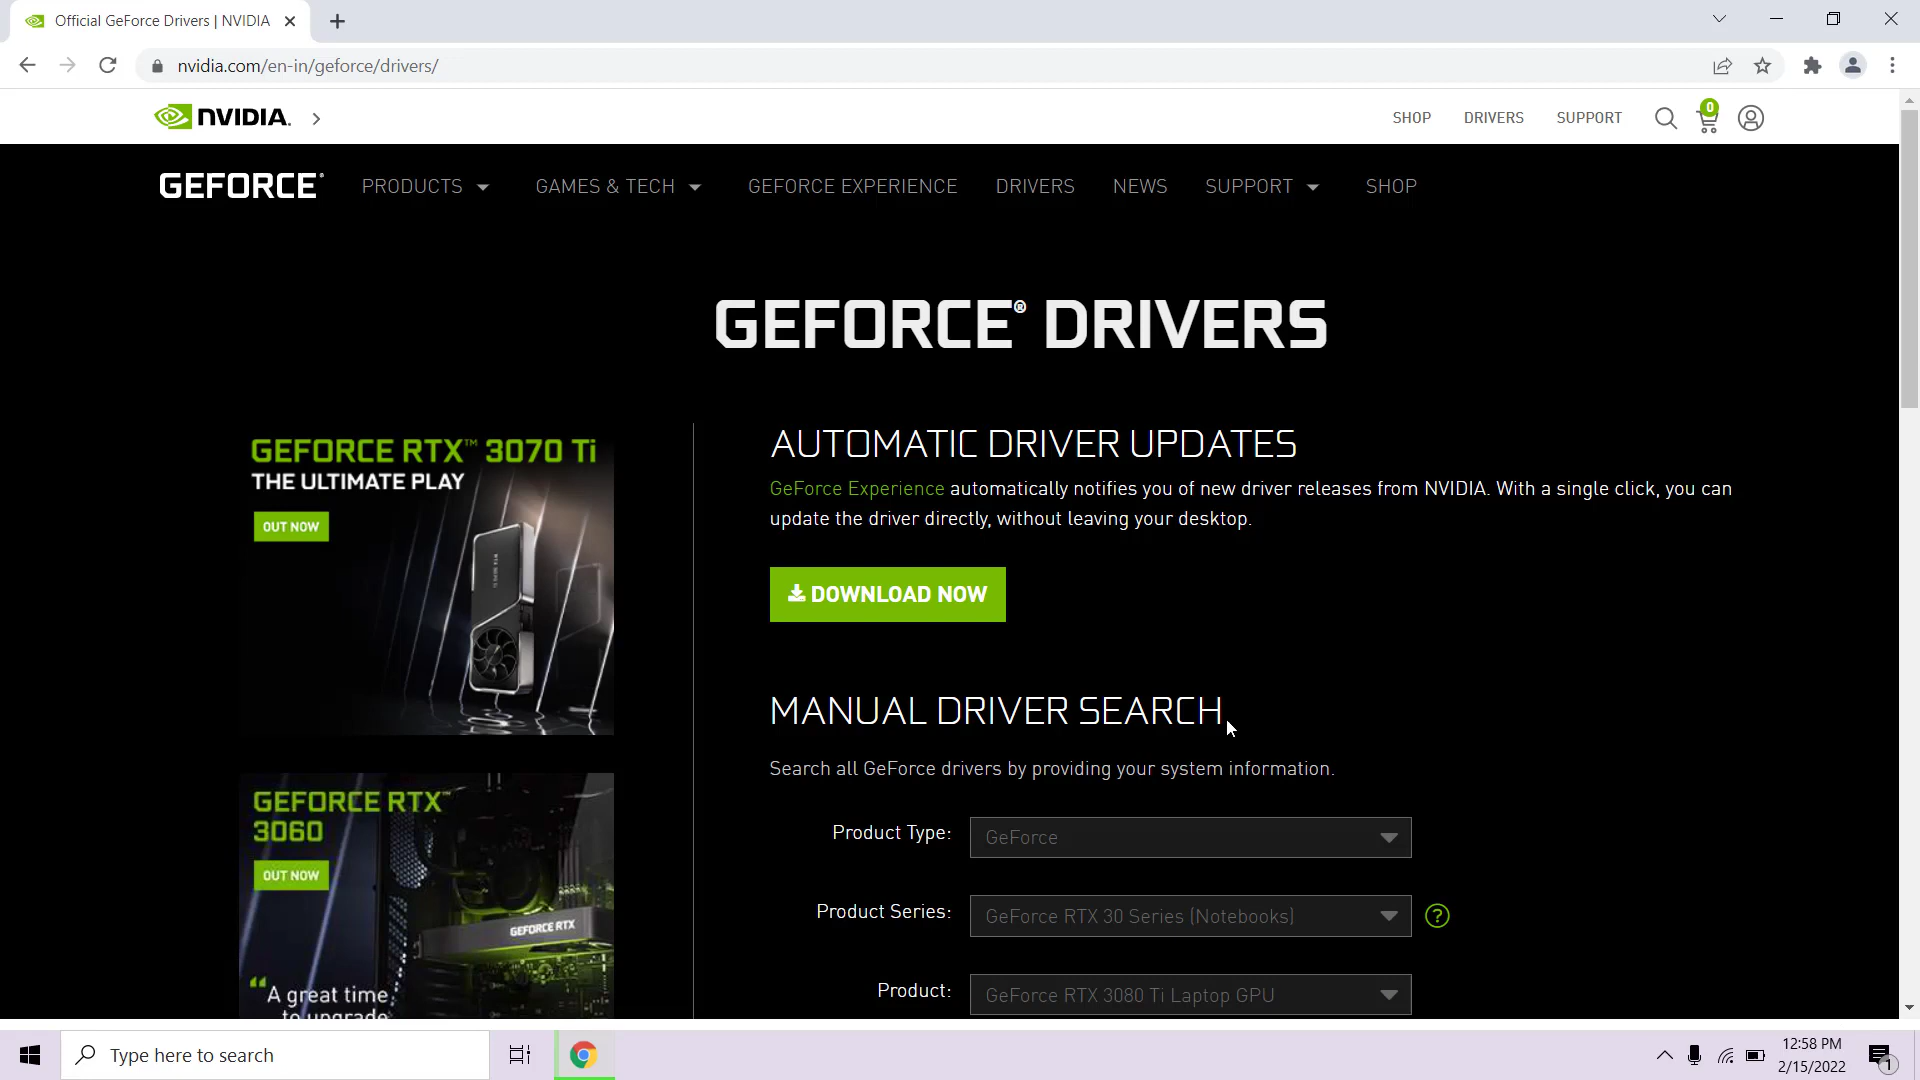 Official GeForce Drivers | NVIDIA
nvidia.com/en-in/geforce/drivers/
NVIDIA.
SHOP DRIVERS SUPPORT 0
GEFORCE® PRODUCTS GAMES & TECH GEFORCE EXPERIENCE DRIVERS NEWS SUPPORT SHOP
GEFORCE® DRIVERS
GEFORCE RTX™ 3070 Ti
THE ULTIMATE PLAY
OUT NOW
AUTOMATIC DRIVER UPDATES
GeForce Experience automatically notifies you of new driver releases from NVIDIA. With a single click, you can
update the driver directly, without leaving your desktop.
DOWNLOAD NOW
MANUAL DRIVER SEARCH
Search all GeForce drivers by providing your system information.
Product Type: GeForce
Product Series: GeForce RTX 30 Series (Notebooks) ?
Product: GeForce RTX 3080 Ti Laptop GPU
GEFORCE RTX™
3060
OUT NOW
GEFORCE RTX
“A great time
to upgrade
Type here to search
12:58 PM
2/15/2022
1